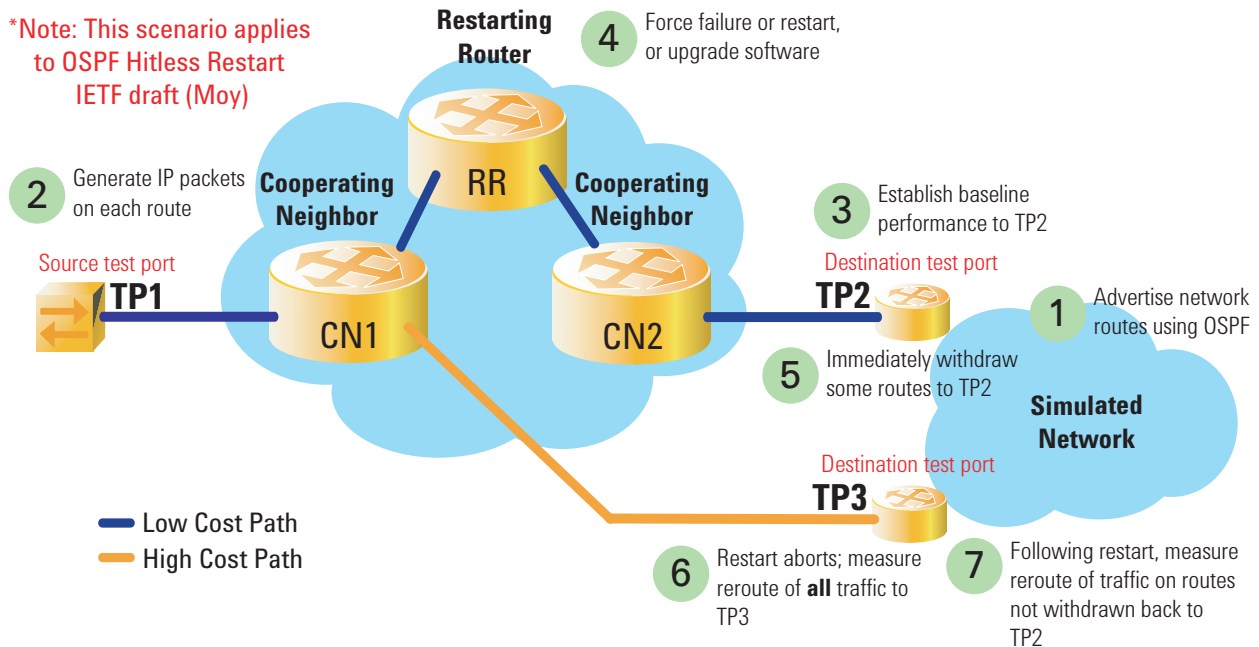 *Note: This scenario applies
to OSPF Hitless Restart
IETF draft (Moy)
Restarting
Router
4
Force failure or restart,
or upgrade software
2
Generate IP packets
on each route
Cooperating
Neighbor
RR
Cooperating
Neighbor
3
Establish baseline
performance to TP2
Source test port
TP1
CN1
CN2
Destination test port
TP2
1
Advertise network
routes using OSPF
5
Immediately withdraw
some routes to TP2
Simulated
Network
Destination test port
TP3
Low Cost Path
High Cost Path
6
Restart aborts; measure
reroute of all traffic to
TP3
7
Following restart, measure
reroute of traffic on routes
not withdrawn back to
TP2